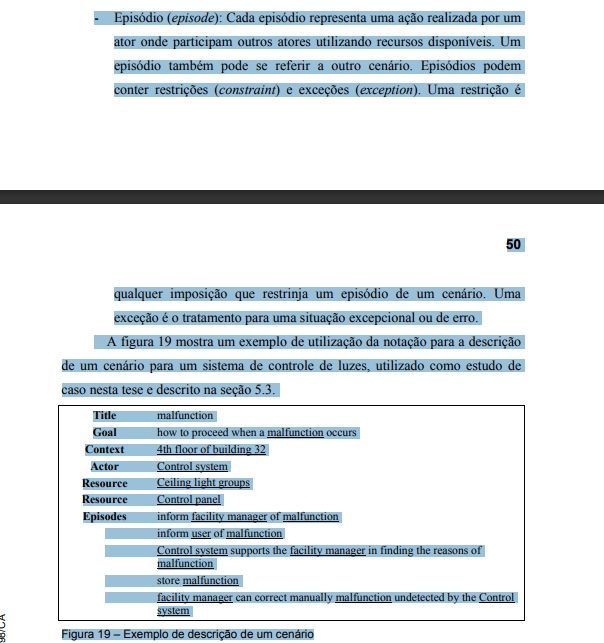 - Episódio (episode): Cada episódio representa uma ação realizada por um
ator onde participam outros atores utilizando recursos disponíveis. Um
episódio também pode se referir a outro cenário. Episódios podem
conter restrições (constraint) e exceções (exception). Uma restrição é
50
qualquer imposição que restrinja um episódio de um cenário. Uma
exceção é o tratamento para uma situação excepcional ou de erro.
A figura 19 mostra um exemplo de utilização da notação para a descrição
de um cenário para um sistema de controle de luzes, utilizado como estudo de
caso nesta tese e descrito na seção 5.3.
Title malfunction
Goal how to proceed when a malfunction occurs
Context 4th floor of building 32
Actor Control system
Resource Ceiling light groups
Resource Control panel
Episodes inform facility manager of malfunction
inform user of malfunction
Control system supports the facility manager in finding the reasons of
malfunction
store malfunction
facility manager can correct manually malfunction undetected by the Control
system
Figura 19 – Exemplo de descrição de um cenário